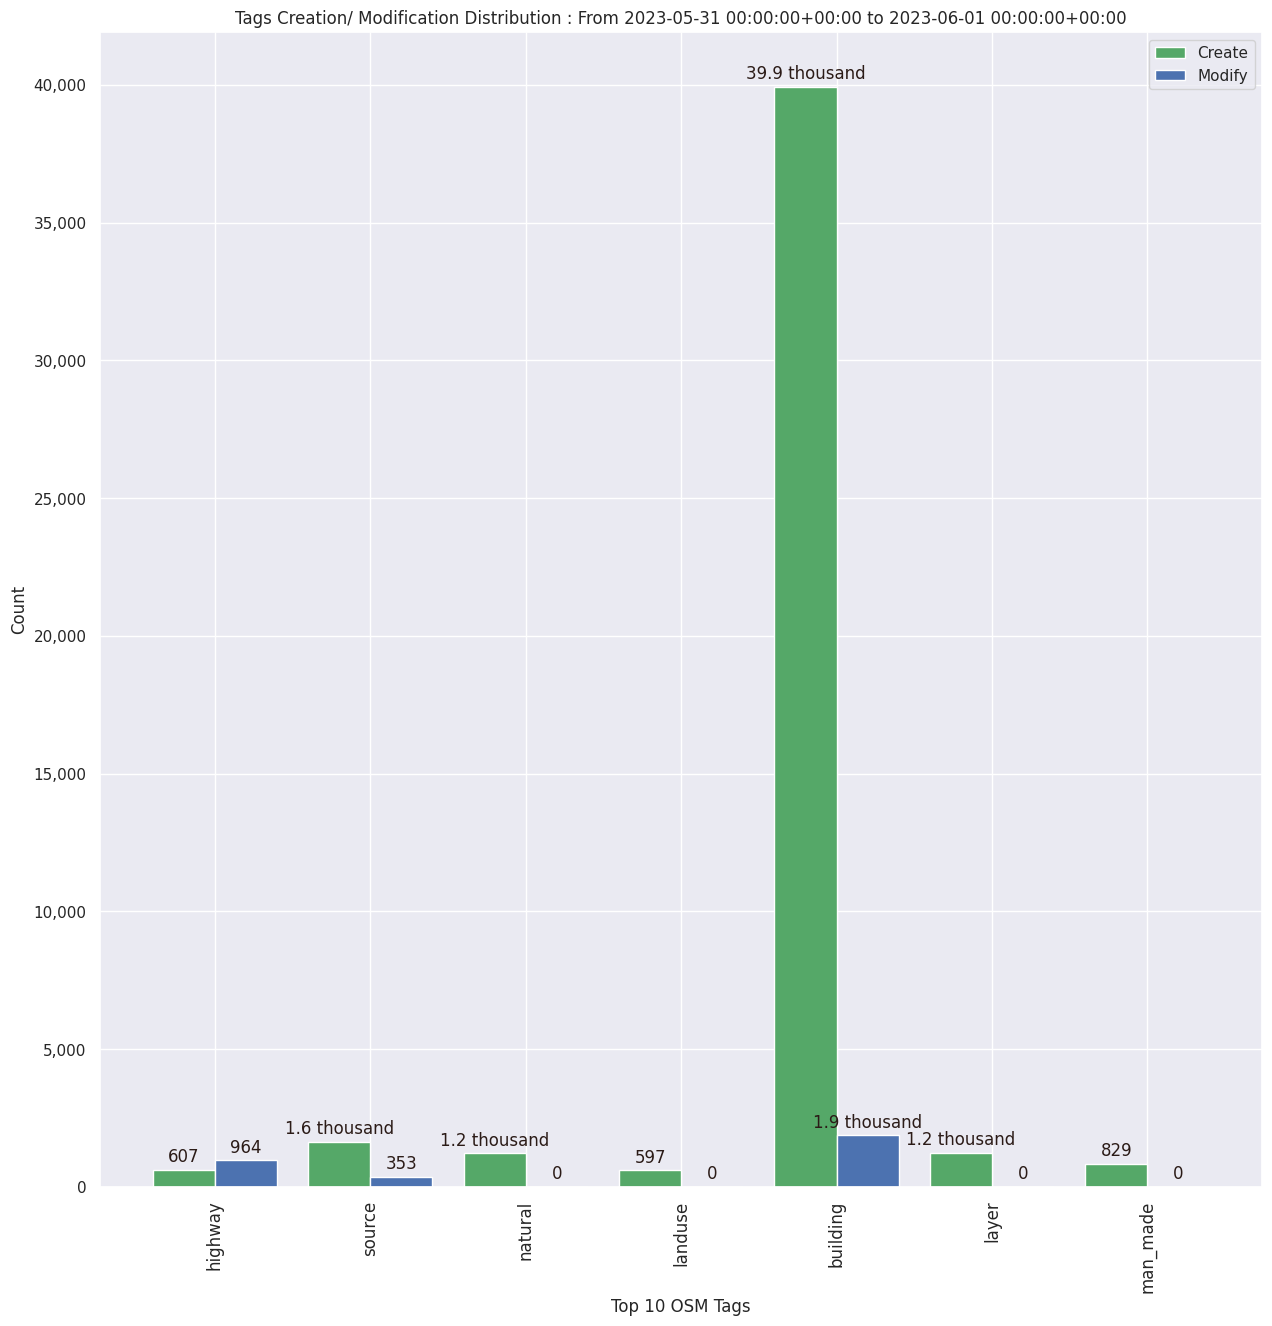 Tags Creation/ Modification Distribution : From 2023-05-31 00:00:00+00:00 to 2023-06-01 00:00:00+00:00
Create
Modify
39.9 thousand
40,000
35,000
30,000
25,000
20,000
15,000
10,000
5,000
0
Count
607
964
1.6 thousand
353
1.2 thousand
0
597
0
1.9 thousand
1.2 thousand
0
829
0
highway
source
natural
landuse
building
layer
man_made
Top 10 OSM Tags